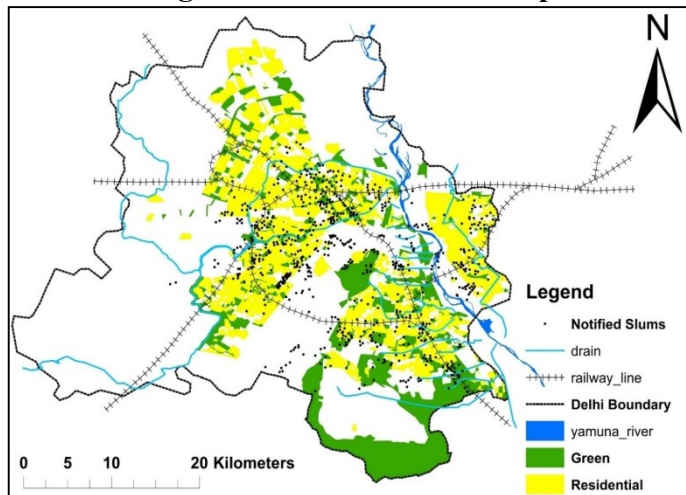 N
Legend
Notified Slums
drain
railway_line
Delhi Boundary
yamuna_river
Green
Residential
0 5 10 20 Kilometers